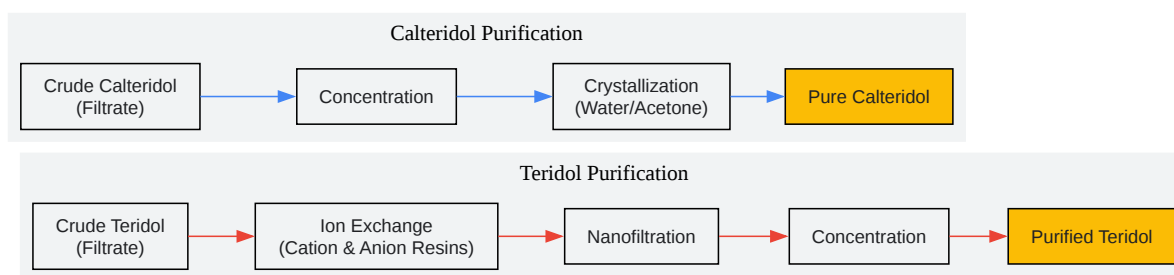 Calteridol Purification
Crude Calteridol
(Filtrate)
Concentration
Crystallization
(Water/Acetone)
Pure Calteridol
Teridol Purification
Crude Teridol
(Filtrate)
Ion Exchange
(Cation & Anion Resins)
Nanofiltration
Concentration
Purified Teridol